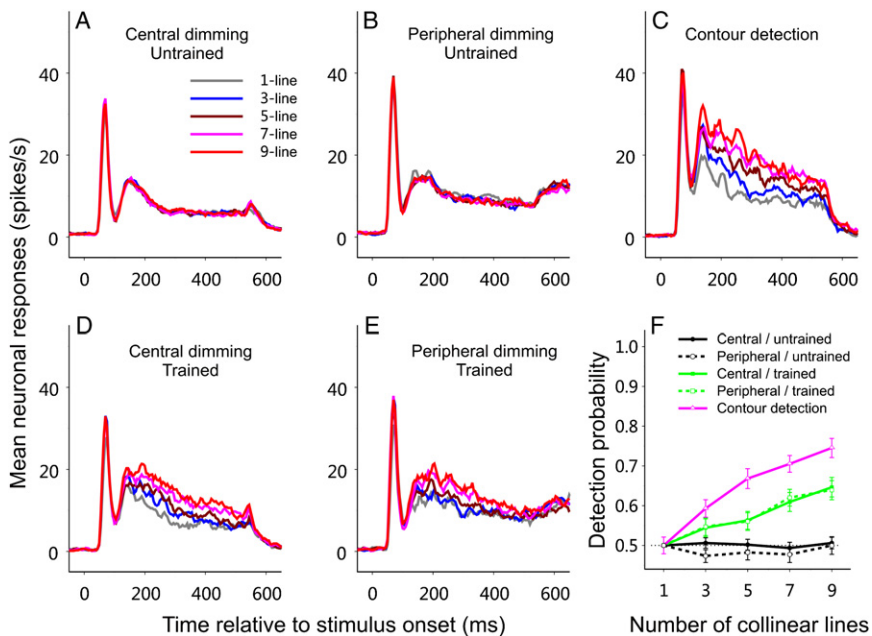 A
Central dimming
Untrained
1-line
3-line
5-line
7-line
9-line
40
20
0
0
200
400
600
B
Peripheral dimming
Untrained
40
20
0
0
200
400
600
C
Contour detection
40
20
0
0
200
400
600
Mean neuronal responses (spikes/s)
D
Central dimming
Trained
40
20
0
0
200
400
600
E
Peripheral dimming
Trained
40
20
0
0
200
400
600
Time relative to stimulus onset (ms)
F
Central / untrained
Peripheral / untrained
Central / trained
Peripheral / trained
Contour detection
Detection probability
1.0
0.9
0.8
0.7
0.6
0.5
1
3
5
7
9
Number of collinear lines